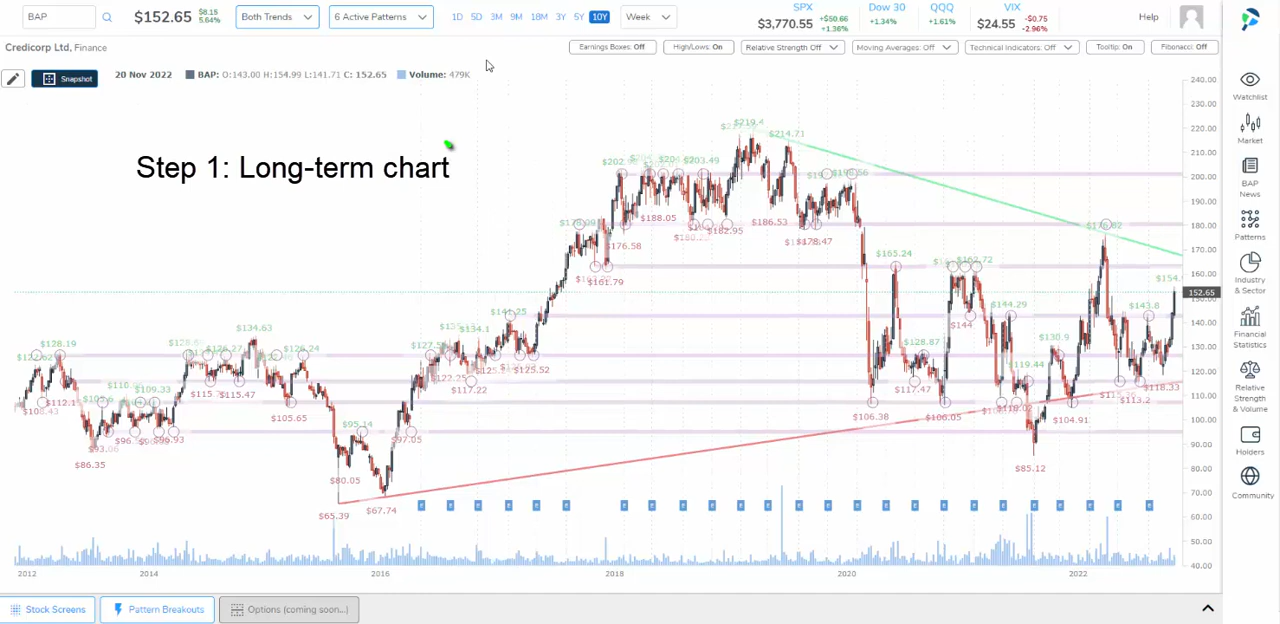 BAP
$152.65
$8.15
5.64%
Both Trends
6 Active Patterns
1D 5D 3M 9M 18M 3Y 5Y 10Y
Week
SPX
$3,770.55
+$50.66
+1.36%
Dow 30
+1.34%
QQQ
+1.61%
VIX
$24.55
-$0.75
-2.96%
Help
Credicorp Ltd, Finance
Earnings Boxes: Off
High/Lows: On
Relative Strength Off
Moving Averages: Off
Technical Indicators: Off
Tooltip: On
Fibonacci: Off
Snapshot
20 Nov 2022
BAP: O:143.00 H:154.99 L:141.71 C: 152.65
Volume: 479K
Step 1: Long-term chart
$128.19
$112.1
$108.43
$86.35
$109.33
$134.63
$126.27
$126.24
$115.47
$105.65
$95.14
$80.05
$65.39
$67.74
$97.05
$134.1
$117.22
$141.25
$125.52
$161.79
$176.58
$188.05
$203.49
$182.95
$219.4
$214.71
$186.53
$178.47
$165.24
$106.38
$128.87
$117.47
$106.05
$144
$144.29
$119.44
$85.12
$130.9
$104.91
$113.2
$143.8
$118.33
240.00
230.00
220.00
210.00
200.00
190.00
180.00
170.00
160.00
152.65
140.00
130.00
120.00
110.00
100.00
90.00
80.00
70.00
60.00
50.00
40.00
2012 2014 2016 2018 2020 2022
Watchlist
Market
BAP
News
Patterns
Industry
& Sector
Financial
Statistics
Relative
Strength
& Volume
Holders
Community
Stock Screens
Pattern Breakouts
Options (coming soon...)